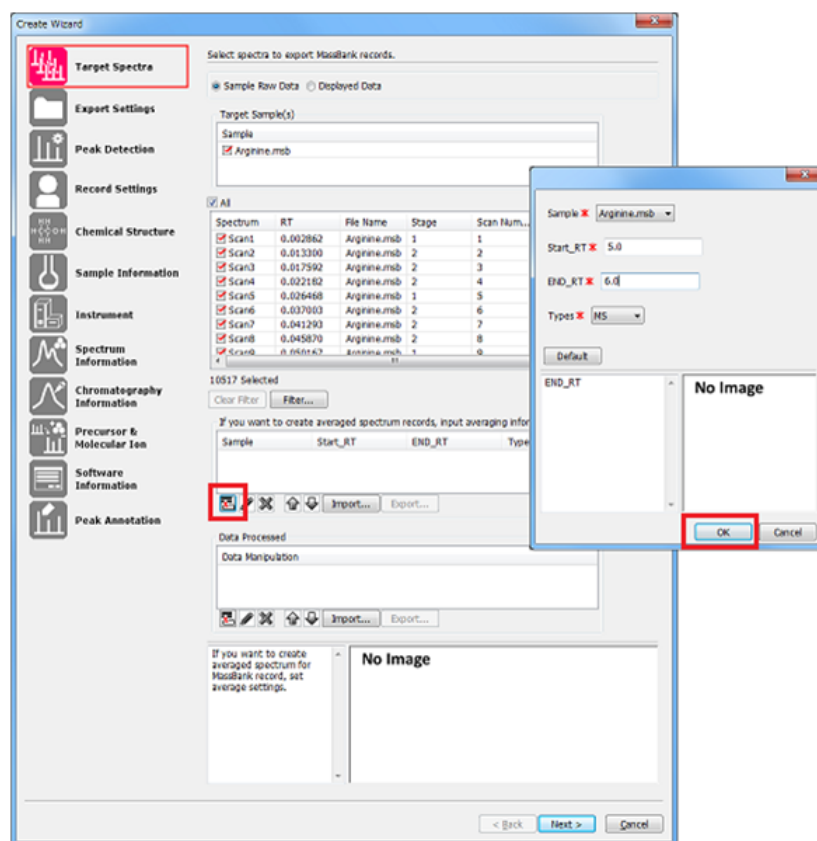 Create Wizard
Target Spectra
Export Settings
Peak Detection
Record Settings
Chemical Structure
Sample Information
Instrument
Spectrum
Information
Chromatography
Information
Precursor &
Molecular Ion
Software
Information
Peak Annotation
Select spectra to export MassBank records.
Sample Raw Data Displayed Data
Target Sample(s)
Sample
Arginine.msb
All
Spectrum RT File Name Stage Scan Num...
Scan1 0.002862 Arginine.msb 1 1
Scan2 0.013300 Arginine.msb 2 2
Scan3 0.017592 Arginine.msb 2 3
Scan4 0.022182 Arginine.msb 2 4
Scan5 0.026468 Arginine.msb 1 5
Scan6 0.037003 Arginine.msb 2 6
Scan7 0.041293 Arginine.msb 2 7
Scan8 0.045870 Arginine.msb 2 8
Scan9 0.050167 Arginine.msb 1 9
10517 Selected
Clear Filter Filter...
If you want to create averaged spectrum records, input averaging infor
Sample Start_RT END_RT Type
Import... Export...
Data Processed
Data Manipulation
Import... Export...
If you want to create
averaged spectrum for
MassBank record, set
average settings.
No Image
< Back Next > Cancel
Sample Arginine.msb
Start_RT 5.0
END_RT 6.0
Types MS
Default
END_RT
No Image
OK Cancel